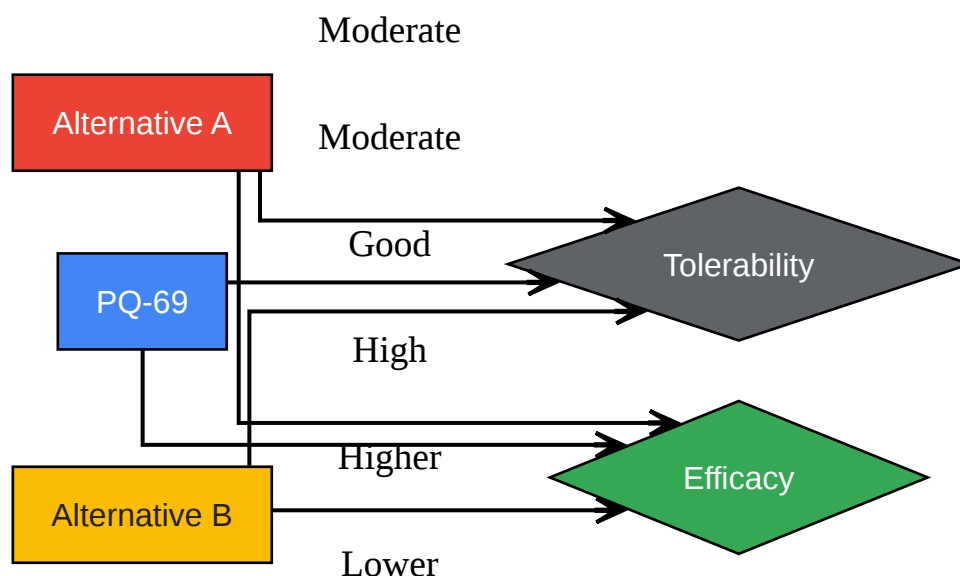 Moderate
Alternative A
Moderate
Good
Tolerability
PQ-69
High
Higher
Efficacy
Alternative B
Lower